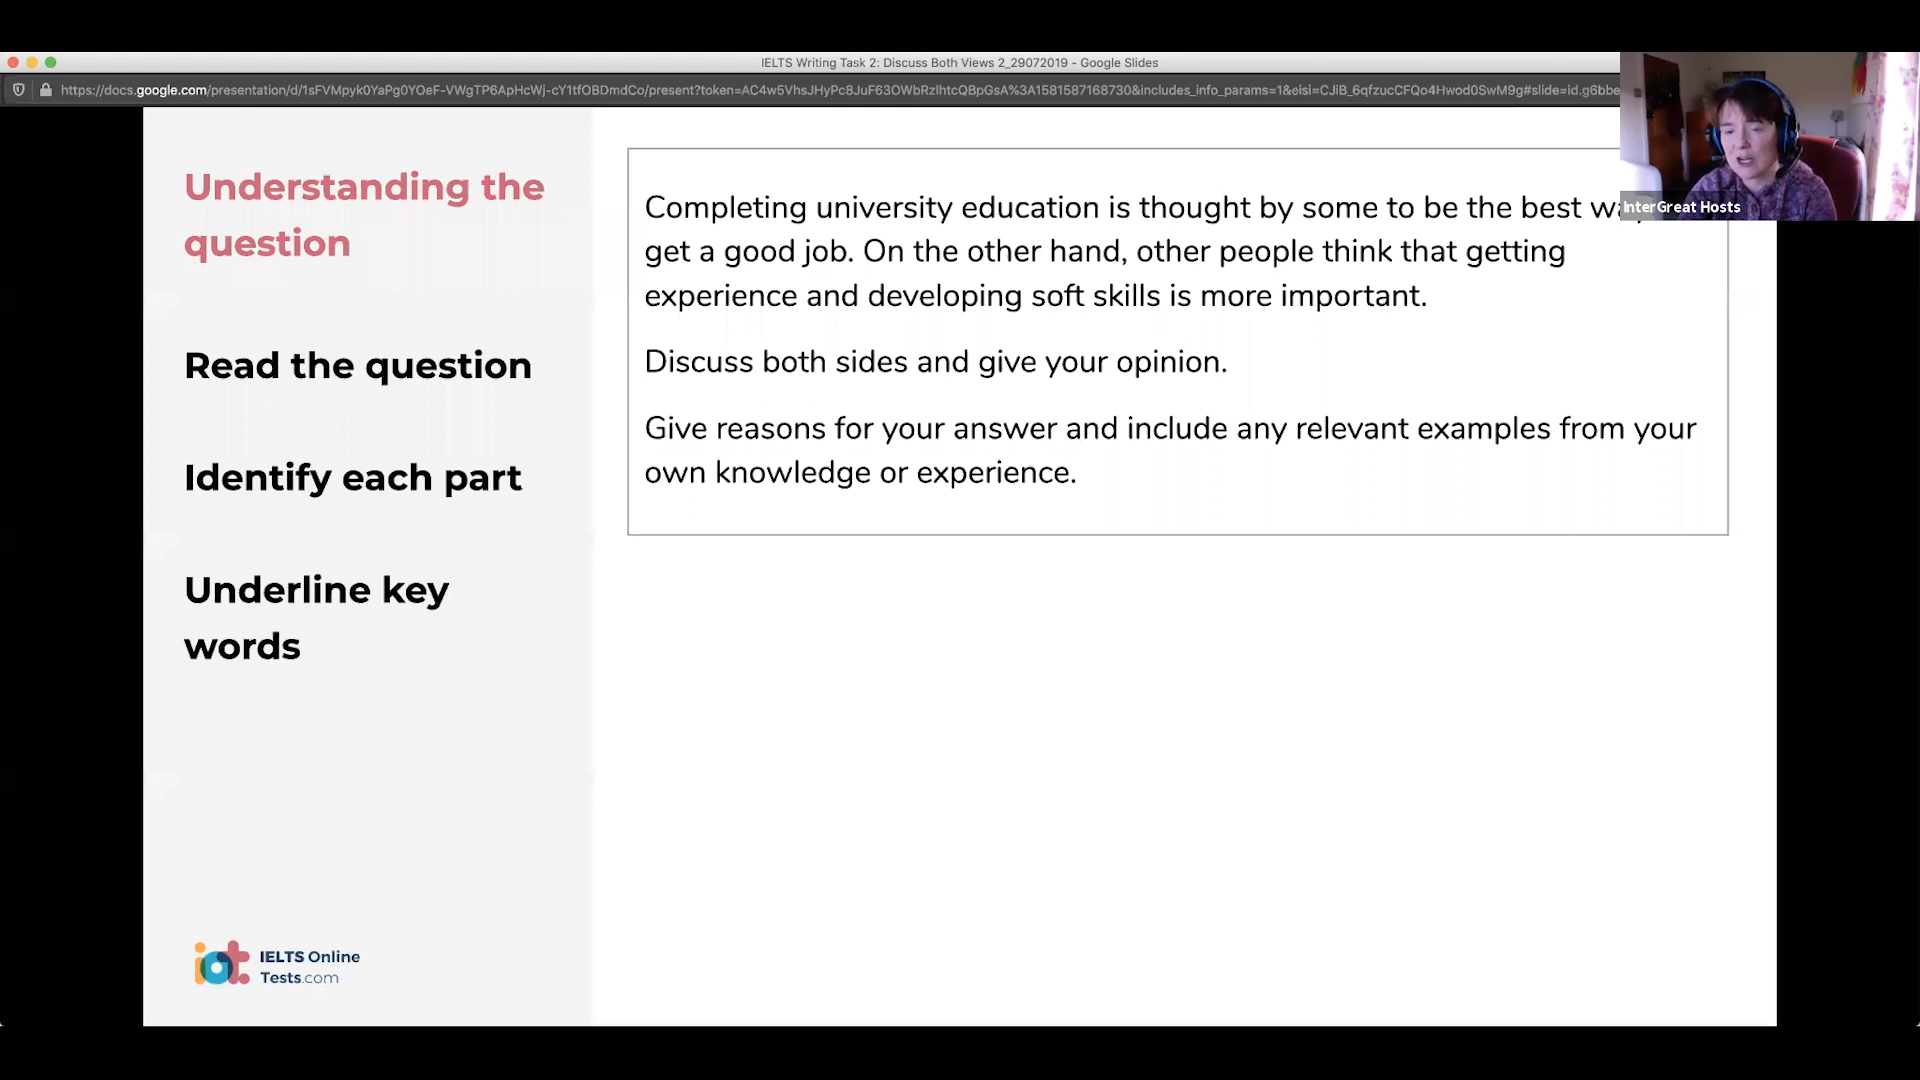 IELTS Writing Task 2: Discuss Both Views 2_29072019 - Google Slides
https://docs.google.com/presentation/d/1sFVMpyk0YaPg0YOeF-VWgTP6ApHcWj-cY1tfOBDmdCo/present?token=AC4w5VhsJHyPc8JuF63OWbRzlhtcQBpGsA%3A1581587168730&includes_info_params=1&eisi=CJiB_6qfzucCFQo4Hwod0SwM9g#slide=id.g6bbe
InterGreat Hosts
Understanding the
question
Read the question
Identify each part
Underline key
words
Completing university education is thought by some to be the best
get a good job. On the other hand, other people think that getting
experience and developing soft skills is more important.
Discuss both sides and give your opinion.
Give reasons for your answer and include any relevant examples from your
own knowledge or experience.
iot
IELTS Online
Tests.com